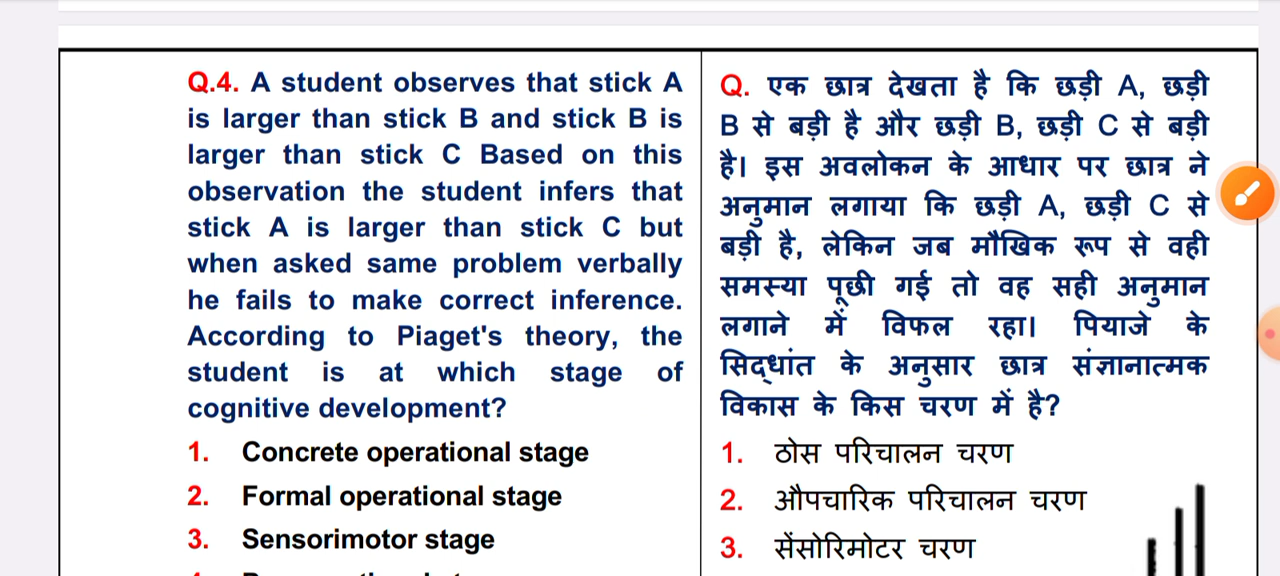 Q.4. A student observes that stick A
is larger than stick B and stick B is
larger than stick C Based on this
observation the student infers that
stick A is larger than stick C but
when asked same problem verbally
he fails to make correct inference.
According to Piaget's theory, the
student is at which stage of
cognitive development?
1. Concrete operational stage
2. Formal operational stage
3. Sensorimotor stage
Q. एक छात्र देखता है कि छड़ी A, छड़ी
B से बड़ी है और छड़ी B, छड़ी C से बड़ी
है। इस अवलोकन के आधार पर छात्र ने
अनुमान लगाया कि छड़ी A, छड़ी C से
बड़ी है, लेकिन जब मौखिक रूप से वही
समस्या पूछी गई तो वह सही अनुमान
लगाने में विफल रहा। पियाजे के
सिद्धांत के अनुसार छात्र संज्ञानात्मक
विकास के किस चरण में है?
1. ठोस परिचालन चरण
2. औपचारिक परिचालन चरण
3. सेंसोरिमोटर चरण